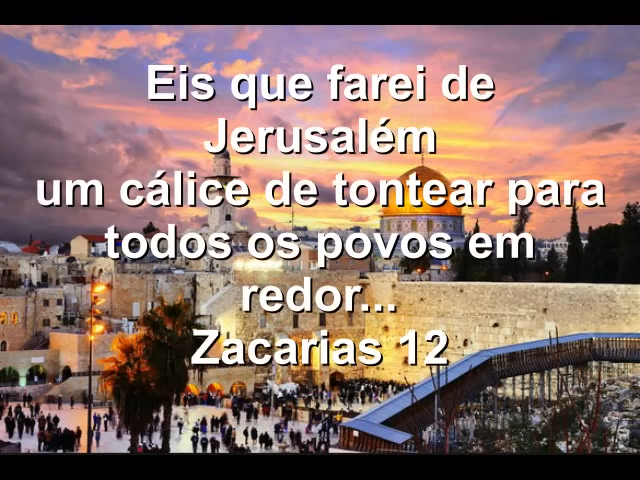 Eis que farei de
Jerusalém
um cálice de tontear para
todos os povos em
redor...
Zacarias 12